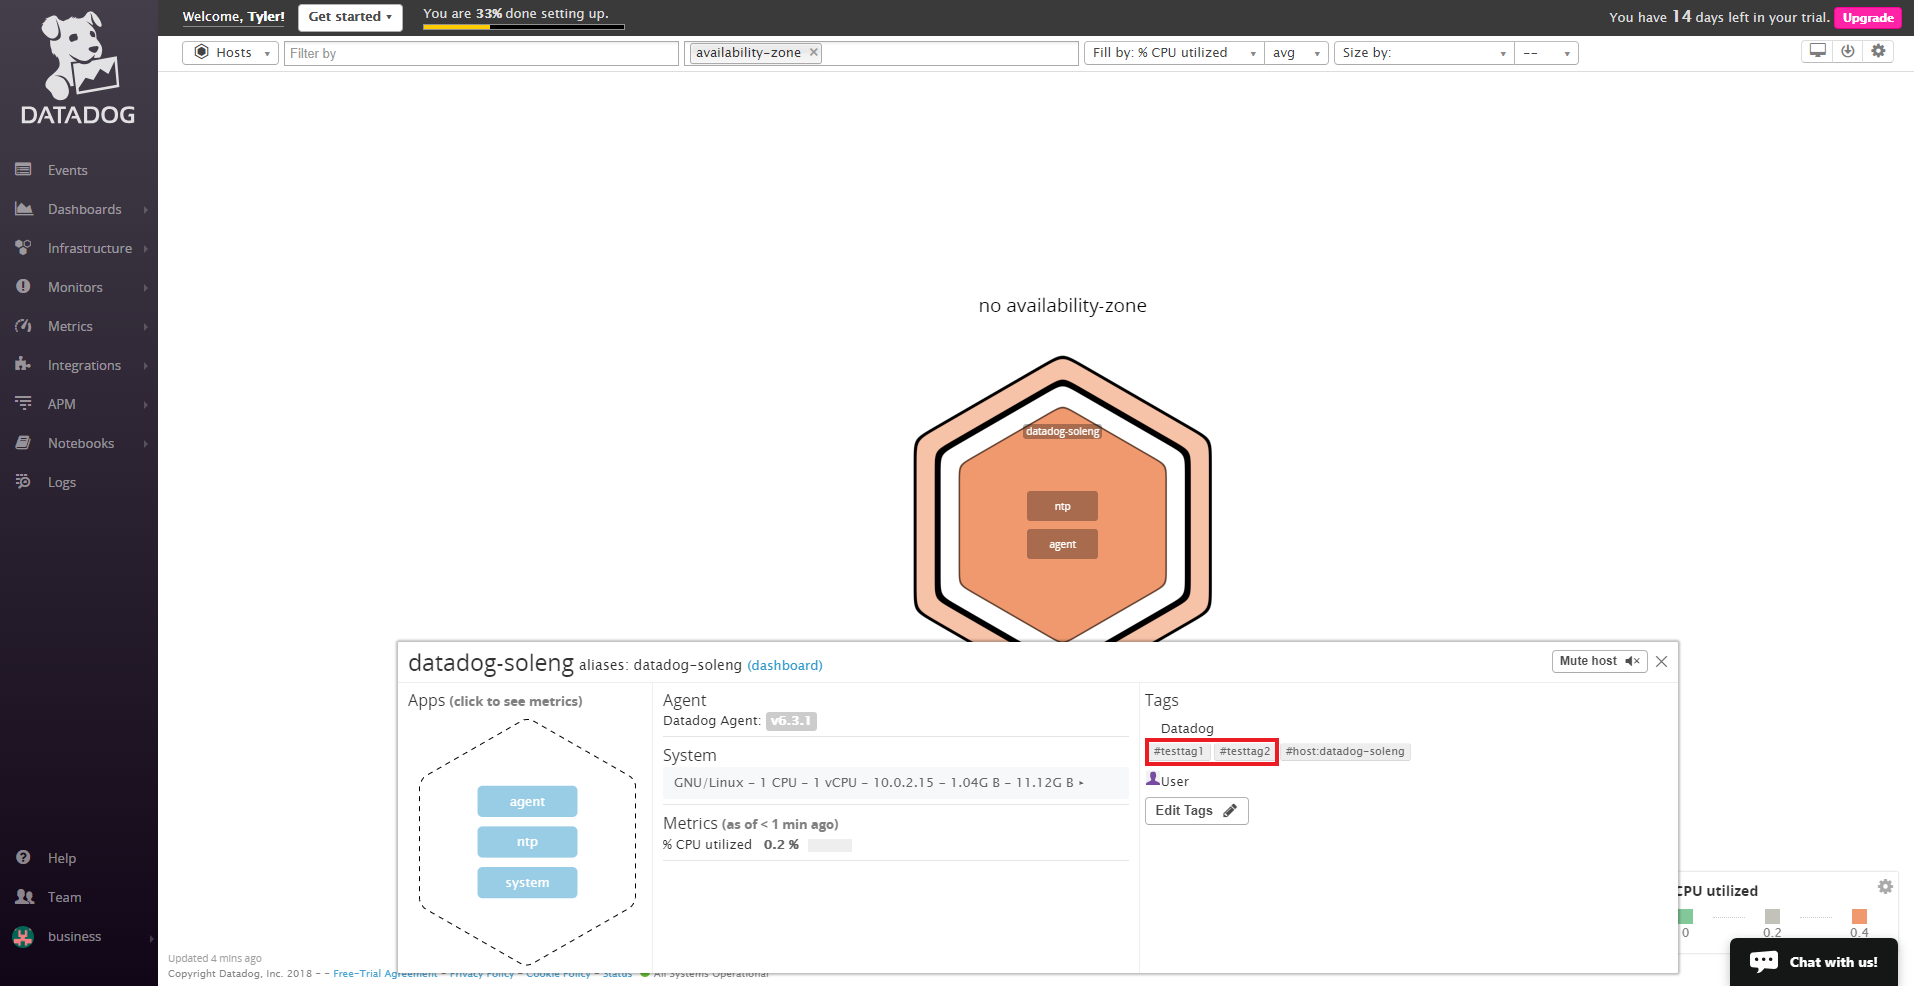 Welcome, Tyler!
Get started
You are 33% done setting up.
You have 14 days left in your trial. Upgrade
DATADOG
Hosts
Filter by
availability-zone ×
Fill by: % CPU utilized
avg
Size by:
--
Events
Dashboards
Infrastructure
Monitors
Metrics
Integrations
APM
Notebooks
Logs
Help
Team
business
no availability-zone
datadog-soleng
ntp
agent
datadog-soleng aliases: datadog-soleng (dashboard)
Mute host
Apps (click to see metrics)
agent
ntp
system
Agent
Datadog Agent: v6.3.1
System
GNU/Linux - 1 CPU - 1 vCPU - 10.0.2.15 - 1.04G B - 11.12G B
Metrics (as of < 1 min ago)
% CPU utilized 0.2 %
Tags
Datadog
#testtag1 #testtag2 #host:datadog-soleng
User
Edit Tags
CPU utilized
0 0.2 0.4
Updated 4 mins ago
Copyright Datadog, Inc. 2018 - - Free-Trial Agreement - Privacy Policy - Cookie Policy - Status All Systems Operational
Chat with us!